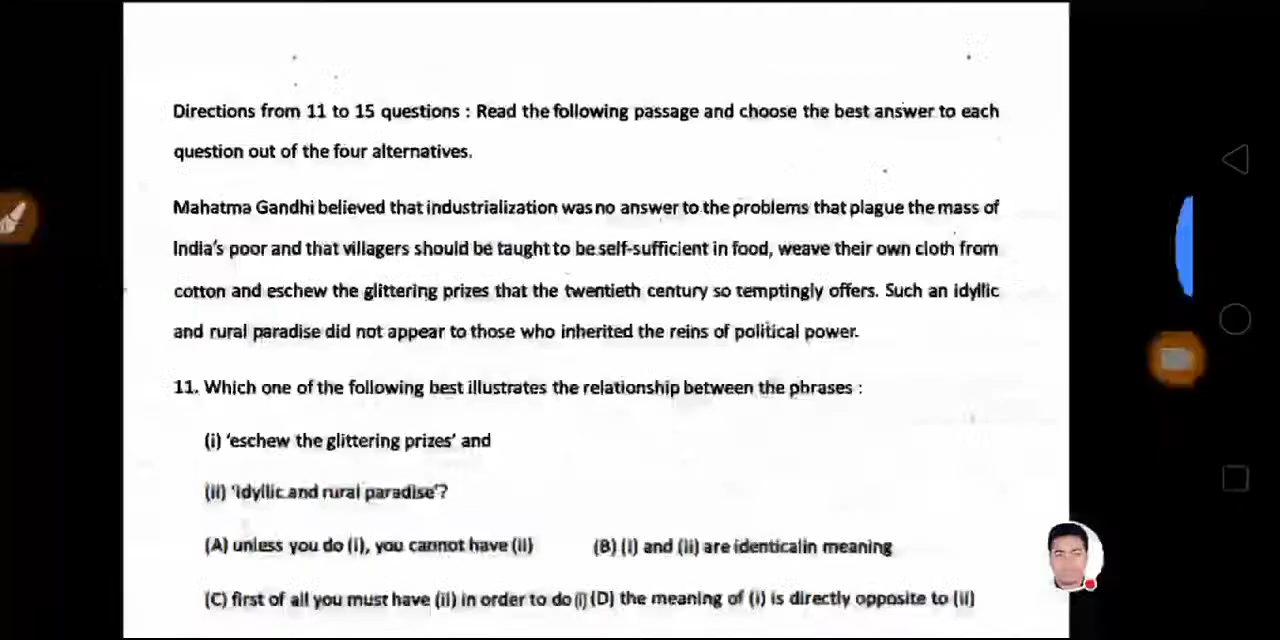 Directions from 11 to 15 questions : Read the following passage and choose the best answer to each
question out of the four alternatives.
Mahatma Gandhi believed that industrialization was no answer to the problems that plague the mass of
India's poor and that villagers should be taught to be self-sufficient in food, weave their own cloth from
cotton and eschew the glittering prizes that the twentieth century so temptingly offers. Such an idyllic
and rural paradise did not appear to those who inherited the reins of political power.
11. Which one of the following best illustrates the relationship between the phrases :
(i) 'eschew the glittering prizes' and
(ii) 'idyllic and rural paradise'?
(A) unless you do (i), you cannot have (ii) (B) (i) and (ii) are identicalin meaning
(C) first of all you must have (ii) in order to do (i) (D) the meaning of (i) is directly opposite to (ii)